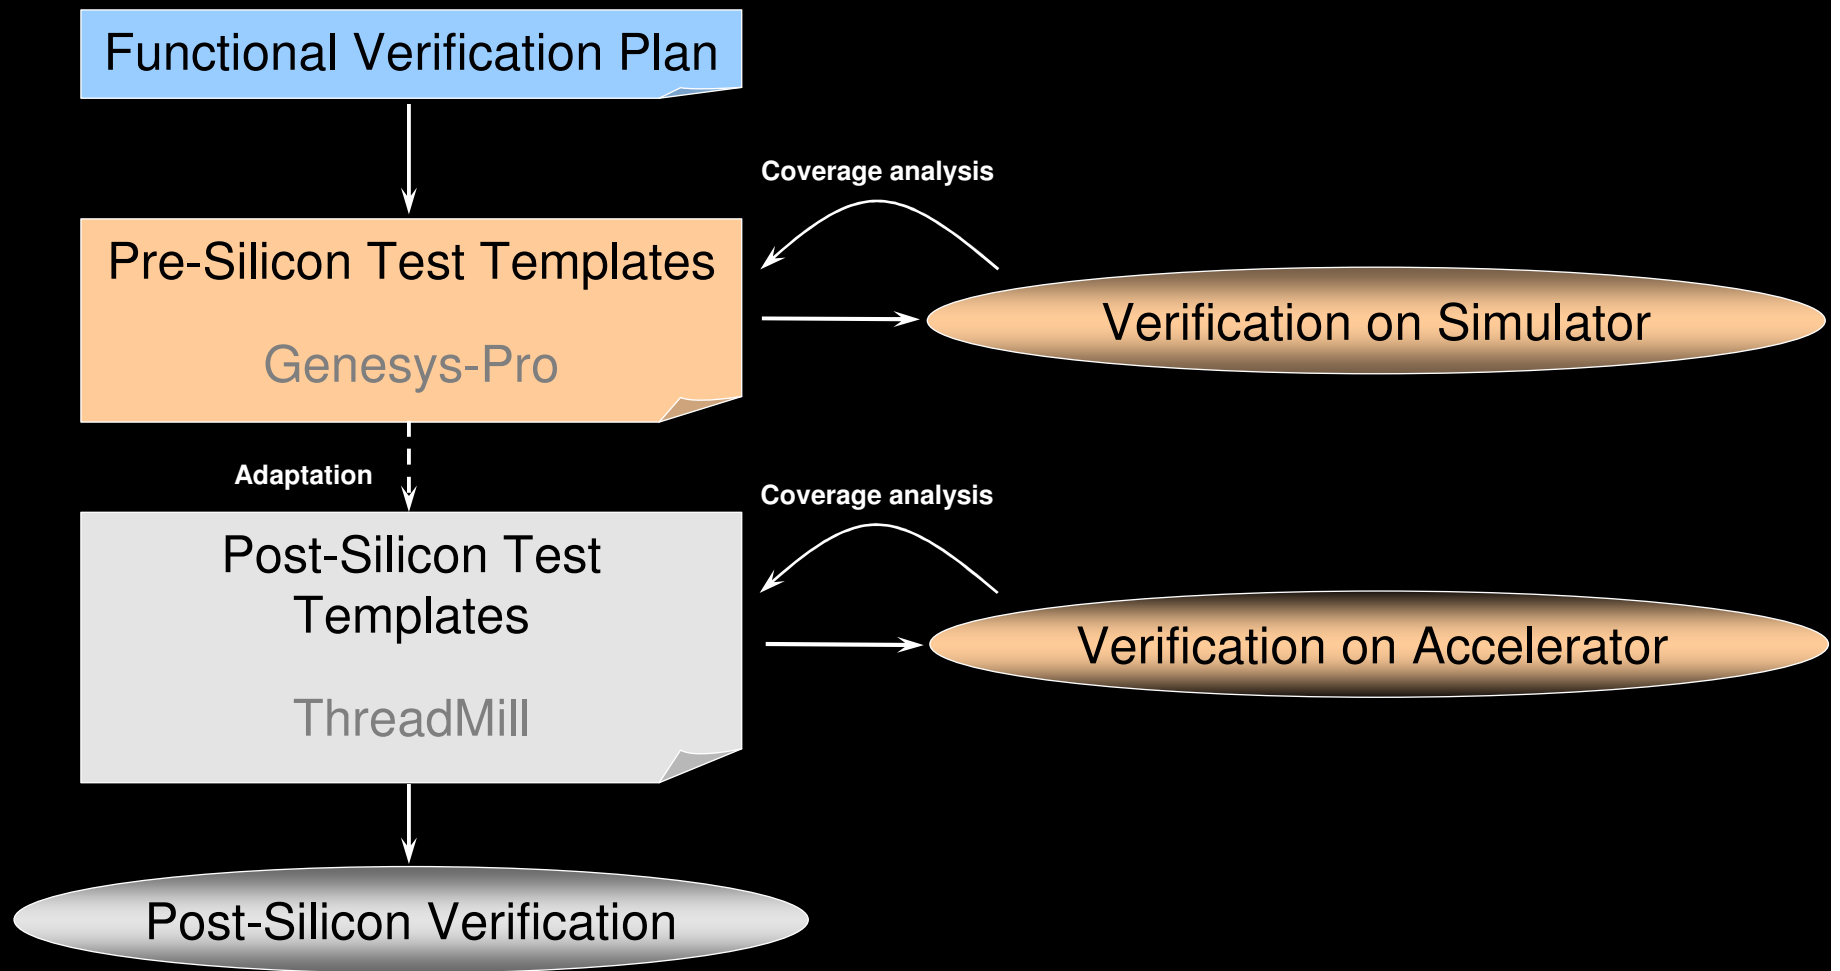 Functional Verification Plan
Coverage analysis
Pre-Silicon Test Templates
Genesys-Pro
Verification on Simulator
Adaptation
Coverage analysis
Post-Silicon Test
Templates
ThreadMill
Verification on Accelerator
Post-Silicon Verification